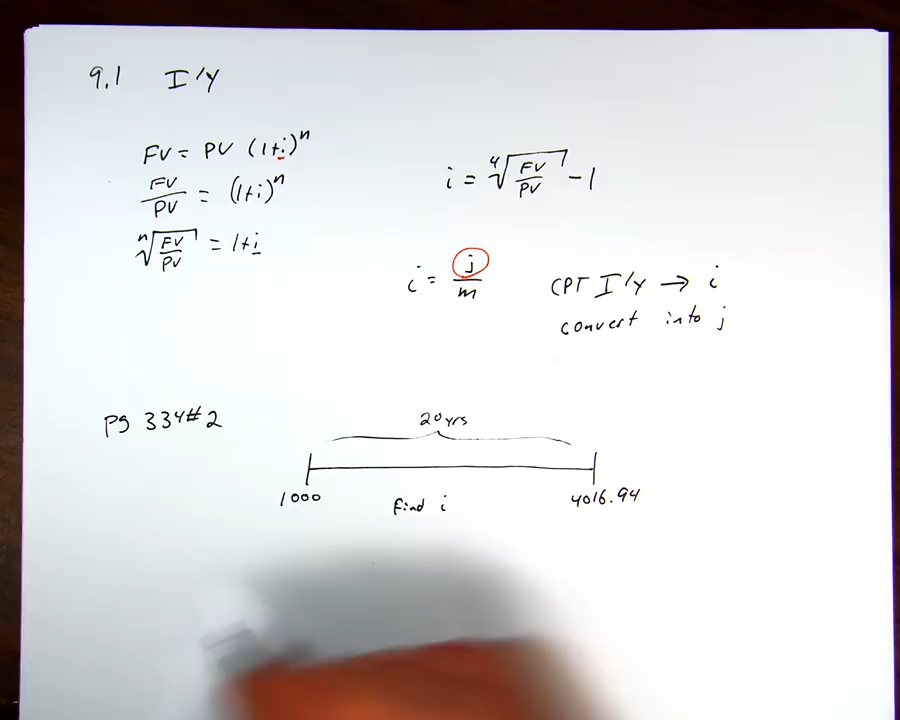 9.1 I/Y
FV = PV (1+i)^n
FV/PV = (1+i)^n
n√(FV/PV) = 1+i
i = 4√(FV/PV) - 1
i = j/m
CPT I/Y → i
convert into j
Pg 334#2
20yrs
1000
find i
4016.94